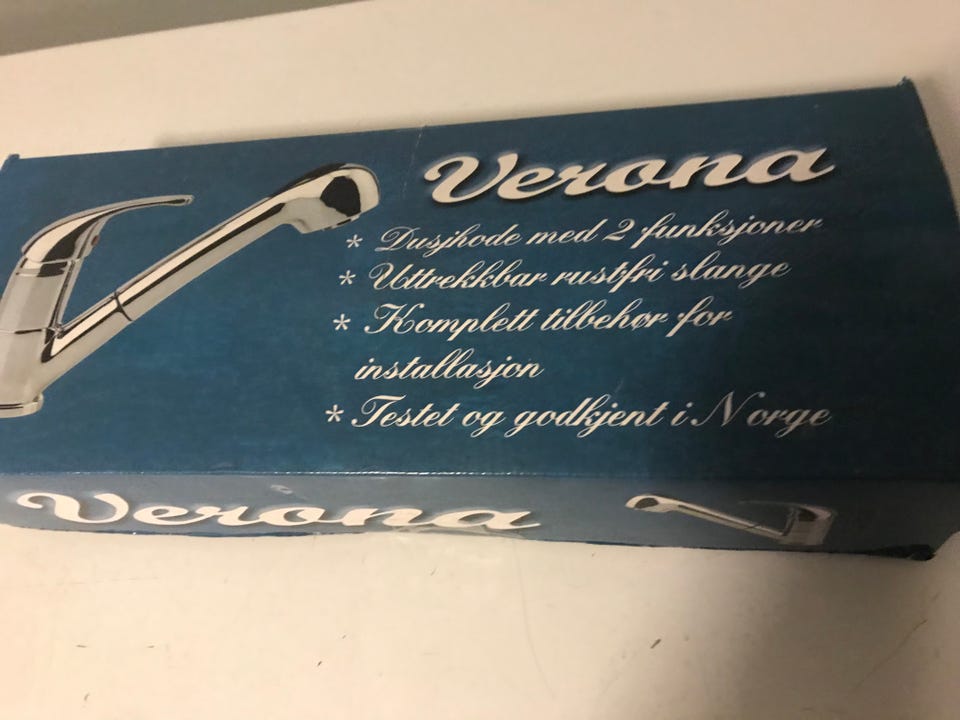 Verona
* Dusjhode med 2 funksjoner
* Uttrekkbar rustfri slange
* Komplett tilbehør for
installasjon
* Testet og godkjent i Norge
Verona